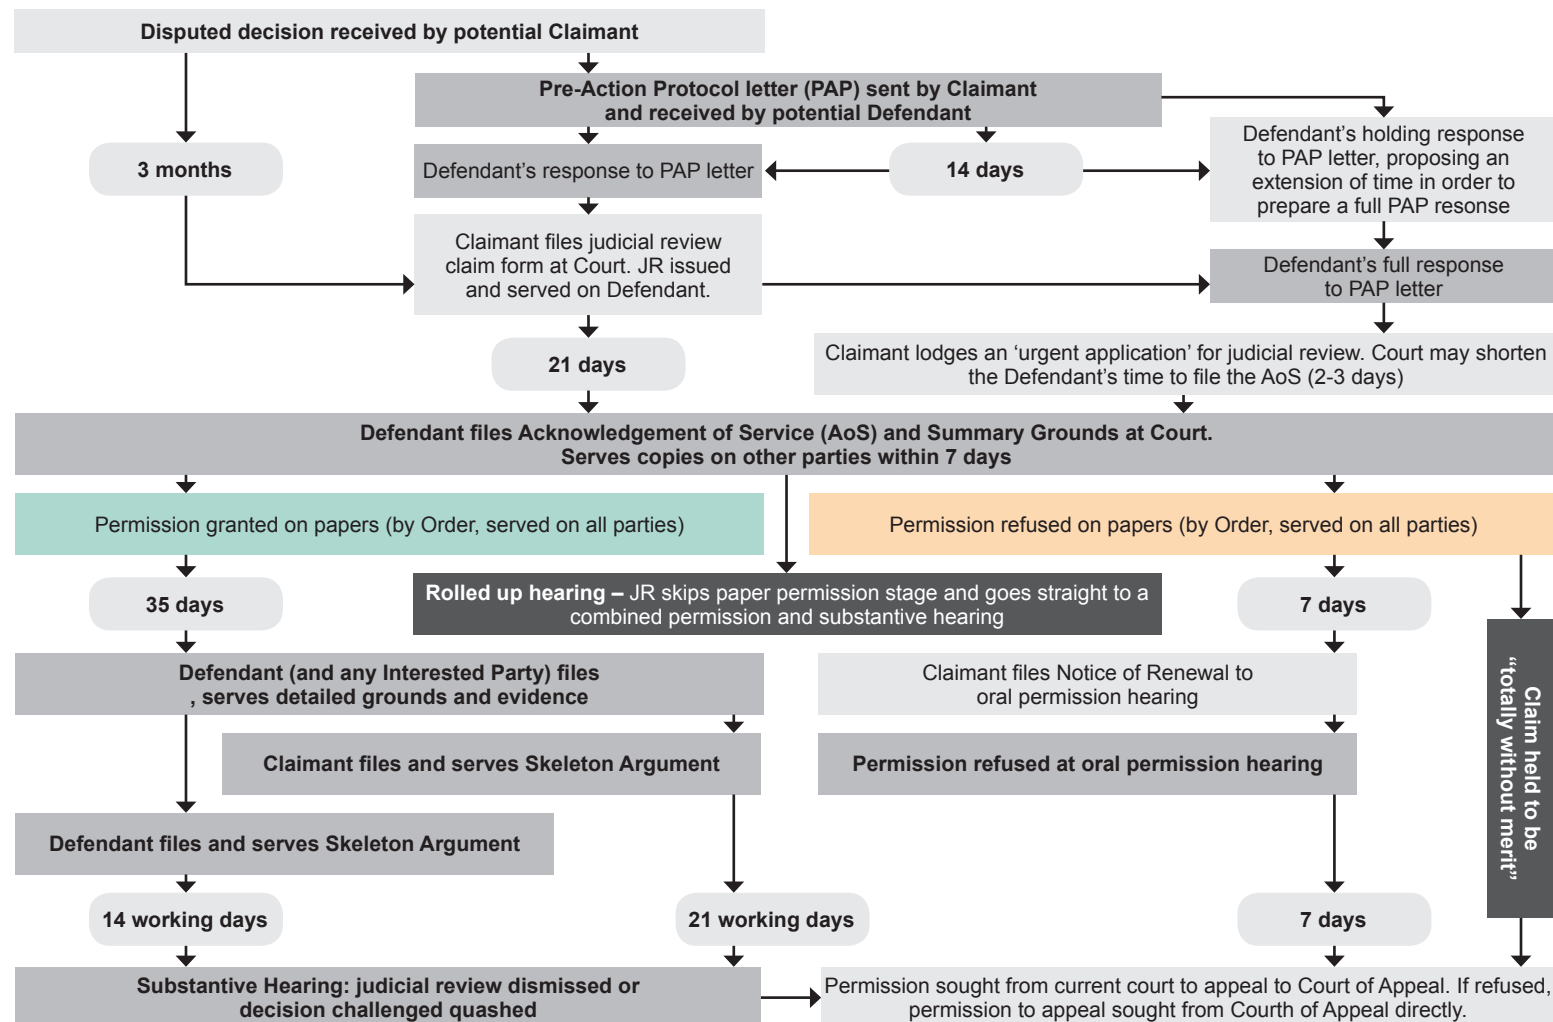 Disputed decision received by potential Claimant
Pre-Action Protocol letter (PAP) sent by Claimant
and received by potential Defendant
3 months
Defendant’s response to PAP letter
14 days
Defendant’s holding response
to PAP letter, proposing an
extension of time in order to
prepare a full PAP resonse
Claimant files judicial review
claim form at Court. JR issued
and served on Defendant.
Defendant’s full response
to PAP letter
21 days
Claimant lodges an ‘urgent application’ for judicial review. Court may shorten
the Defendant’s time to file the AoS (2-3 days)
Defendant files Acknowledgement of Service (AoS) and Summary Grounds at Court.
Serves copies on other parties within 7 days
Permission granted on papers (by Order, served on all parties)
Permission refused on papers (by Order, served on all parties)
35 days
Rolled up hearing – JR skips paper permission stage and goes straight to a
combined permission and substantive hearing
7 days
Claim held to be
“totally without merit”
Defendant (and any Interested Party) files
, serves detailed grounds and evidence
Claimant files Notice of Renewal to
oral permission hearing
Claimant files and serves Skeleton Argument
Permission refused at oral permission hearing
Defendant files and serves Skeleton Argument
14 working days
21 working days
7 days
Substantive Hearing: judicial review dismissed or
decision challenged quashed
Permission sought from current court to appeal to Court of Appeal. If refused,
permission to appeal sought from Courth of Appeal directly.